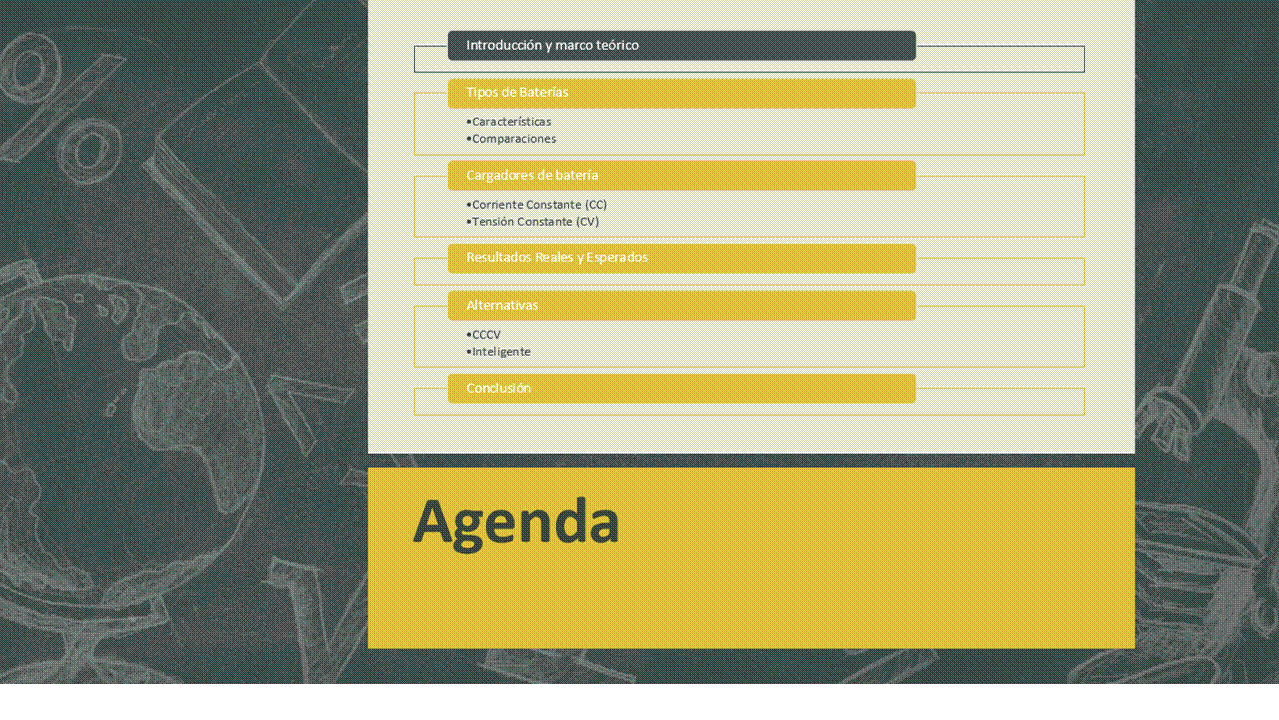 Introducción y marco teórico
Tipos de Baterías
•Características
•Comparaciones
Cargadores de batería
•Corriente Constante (CC)
•Tensión Constante (CV)
Resultados Reales y Esperados
Alternativas
•CCCV
•Inteligente
Conclusión
Agenda